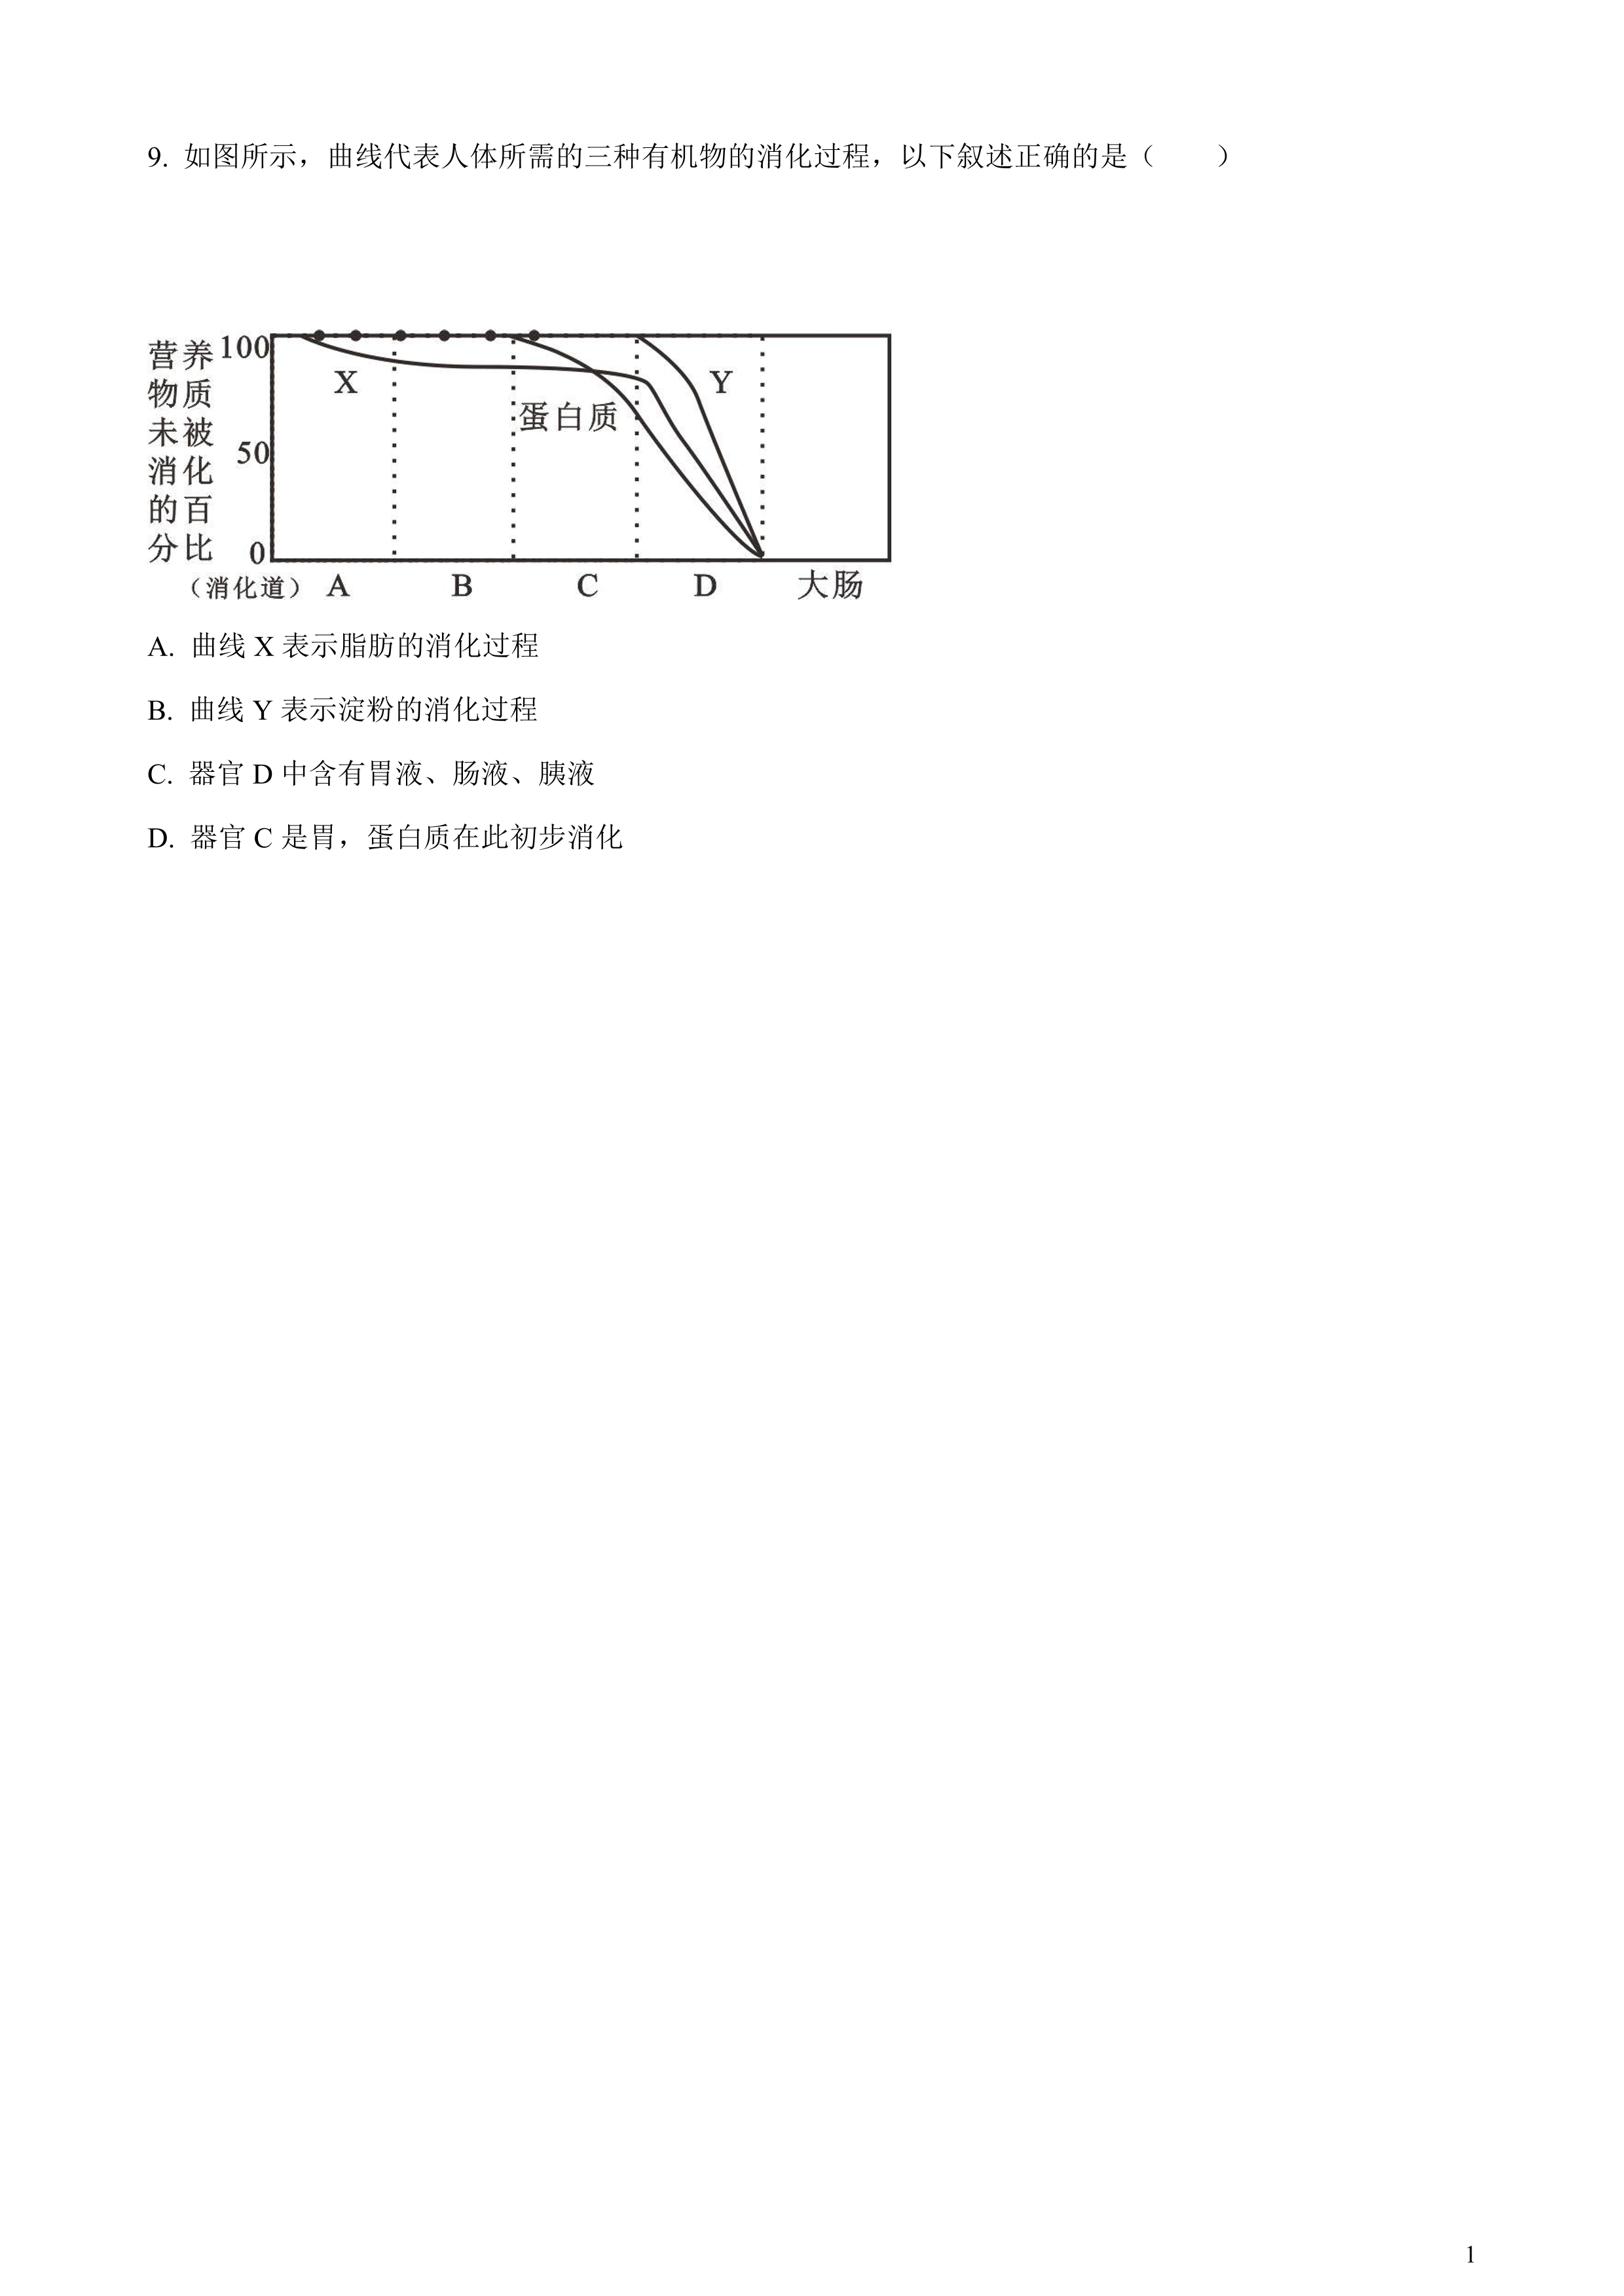 9. 如图所示，曲线代表人体所需的三种有机物的消化过程，以下叙述正确的是（　　）
营养
物质
未被
消化
的百
分比
100
50
0
X
蛋白质
Y
（消化道） A B C D 大肠
A. 曲线 X 表示脂肪的消化过程
B. 曲线 Y 表示淀粉的消化过程
C. 器官 D 中含有胃液、肠液、胰液
D. 器官 C 是胃，蛋白质在此初步消化
1